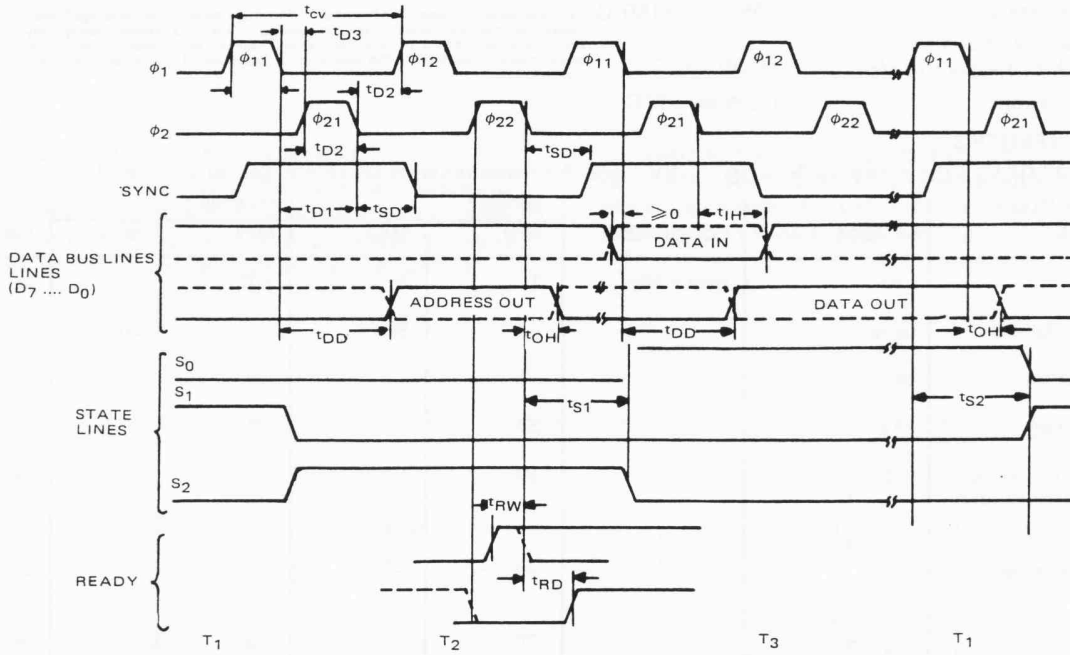 tCV
tD3
φ1 φ11 φ12 φ11 φ12 φ11
tD2
φ2 φ21 φ22 φ21 φ22 φ21
tD2 tSD
SYNC
tD1 tSD ⩾0 tIH
DATA IN
DATA BUS LINES
LINES
(D7 .... D0)
ADDRESS OUT DATA OUT
tDD tOH tDD tOH
S0
S1 tS1 tS2
STATE
LINES
S2
tRW
READY tRD
T1 T2 T3 T1